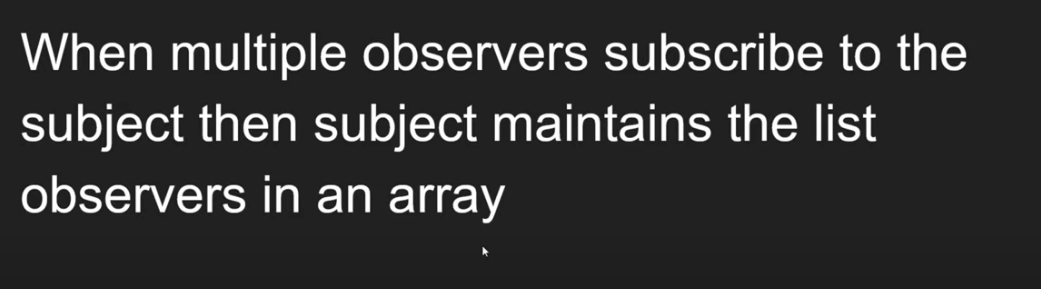 When multiple observers subscribe to the
subject then subject maintains the list
observers in an array